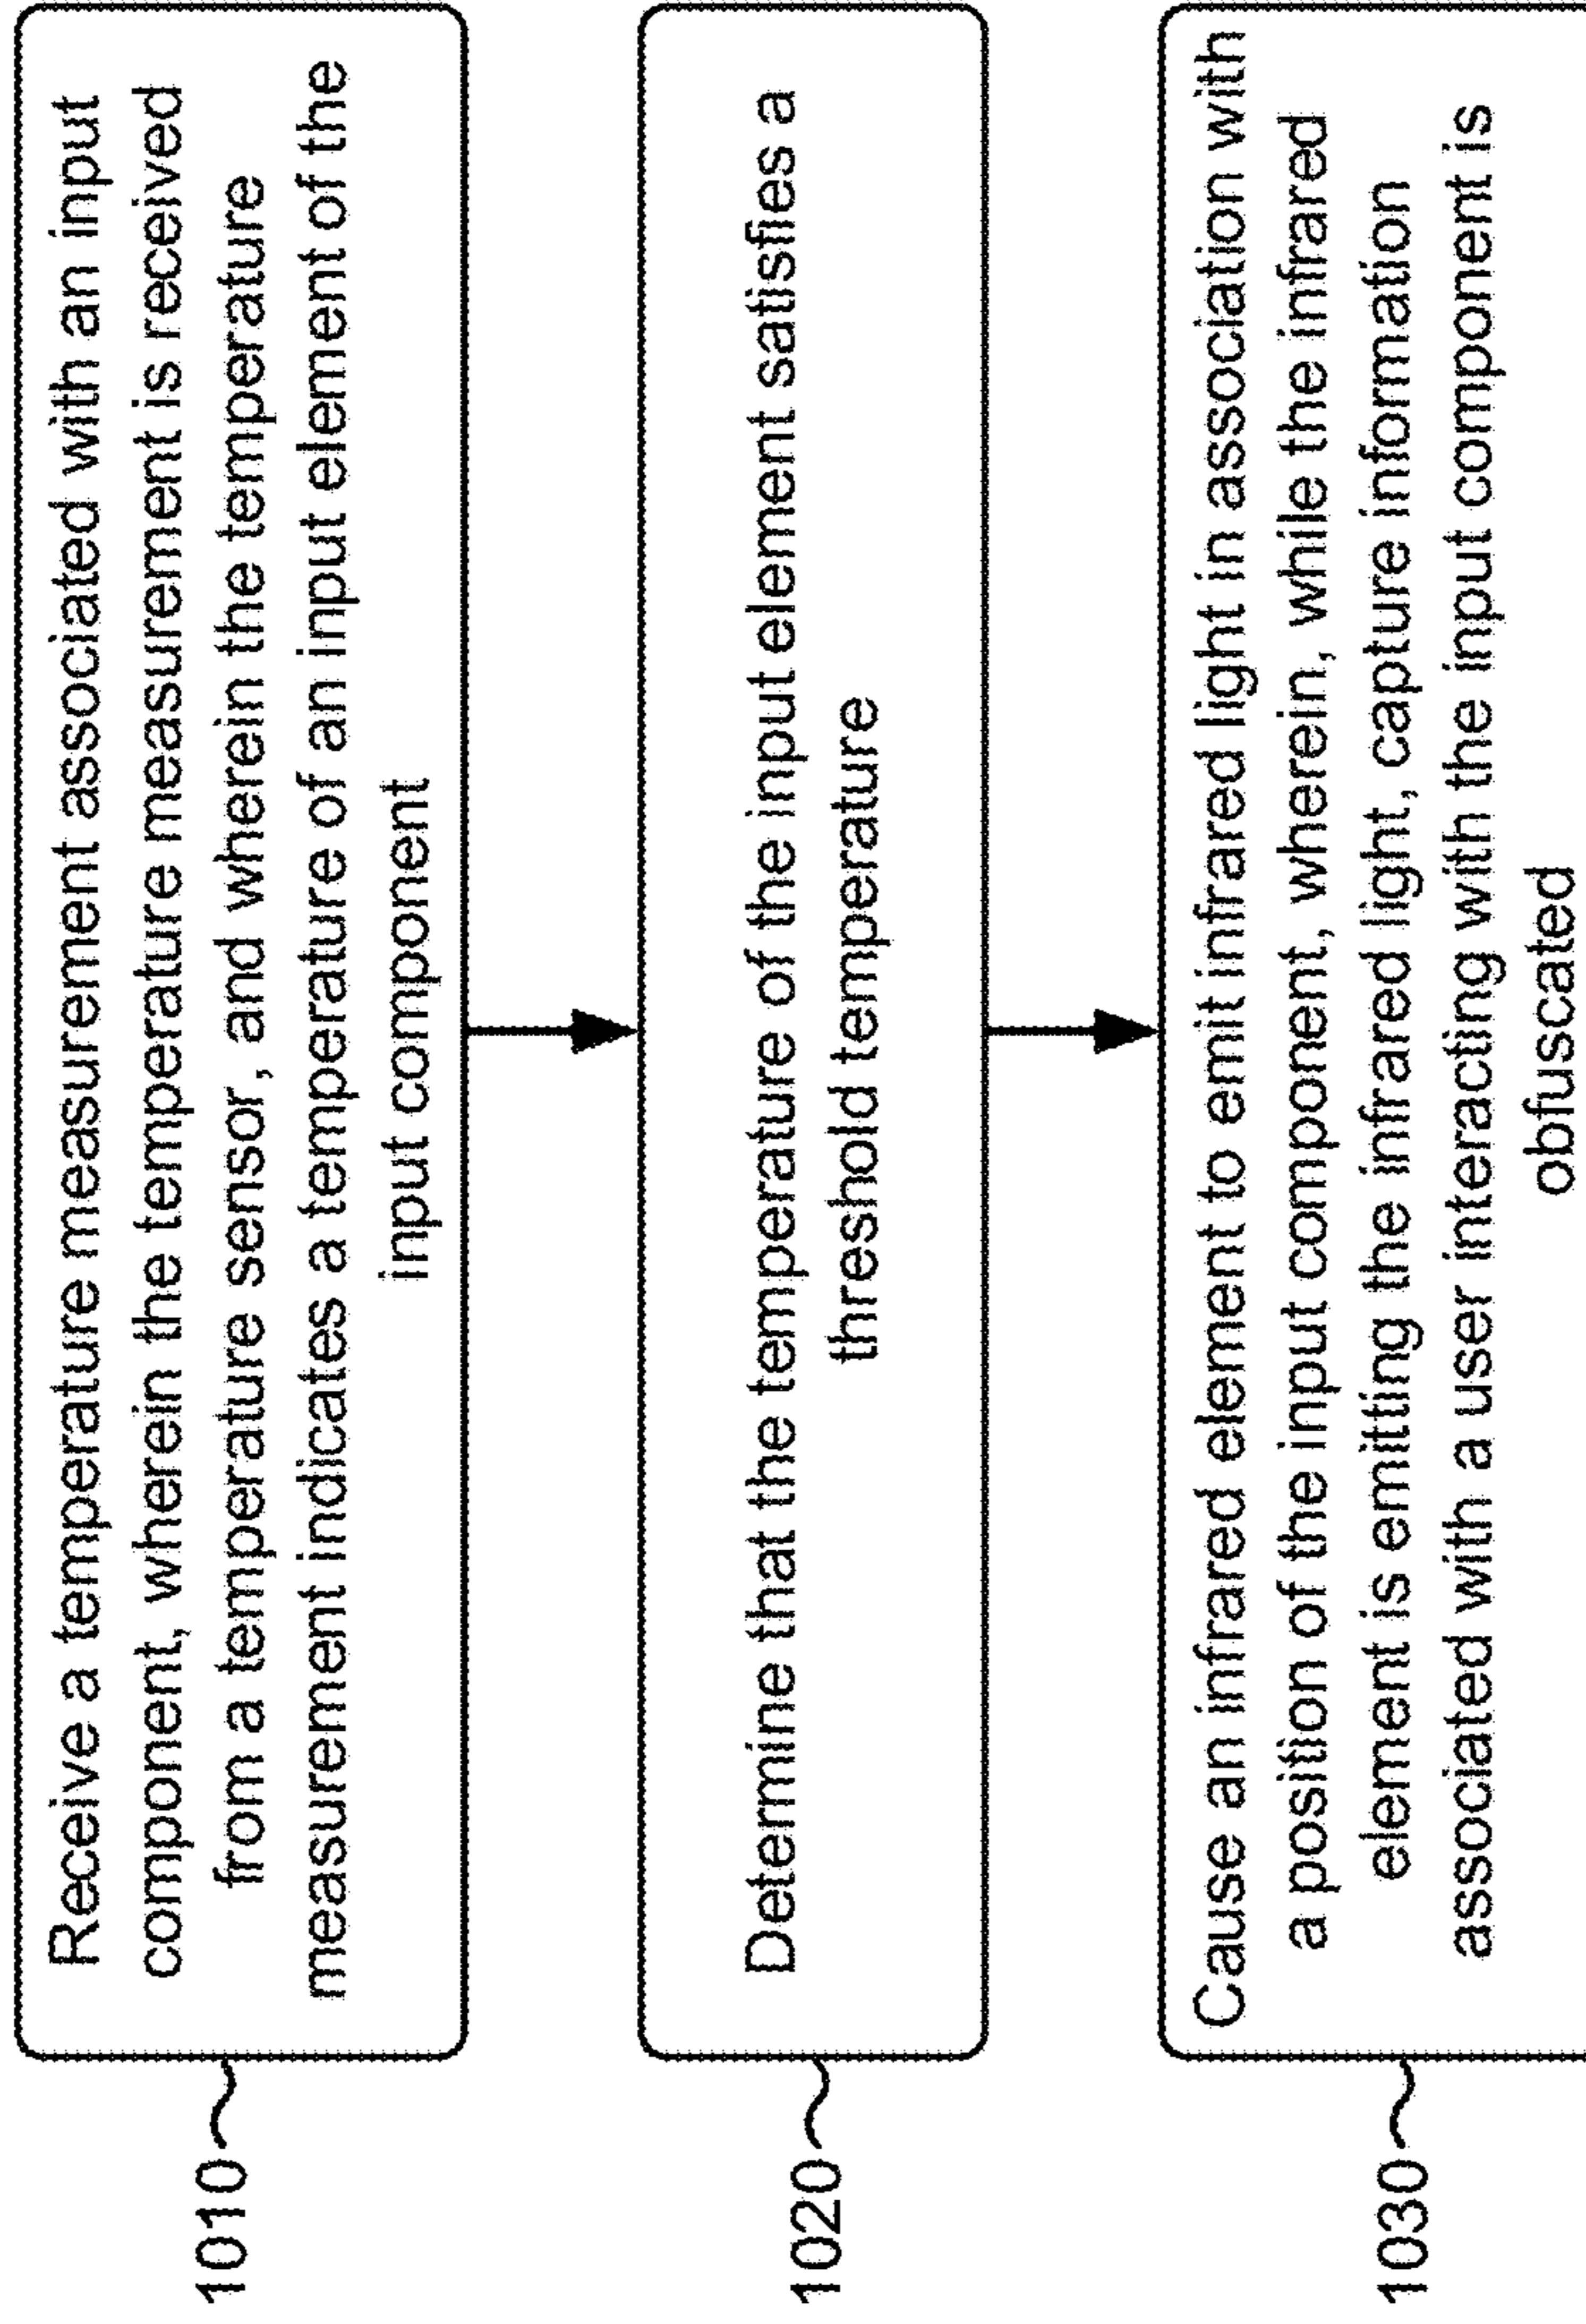 1010
Receive a temperature measurement associated with an input
component, wherein the temperature measurement is received
from a temperature sensor, and wherein the temperature
measurement indicates a temperature of an input element of the
input component
1020
Determine that the temperature of the input element satisfies a
threshold temperature
1030
Cause an infrared element to emit infrared light in association with
a position of the input component, wherein, while the infrared
element is emitting the infrared light, capture information
associated with a user interacting with the input component is
obfuscated